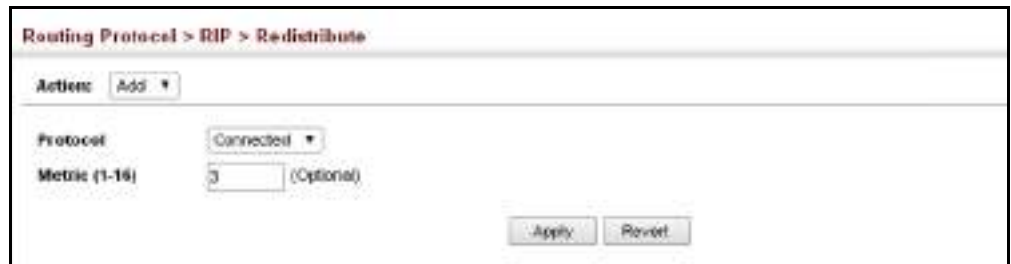 Routing Protocol > RIP > Redistribute
Action: Add
Protocol Connected
Metric (1-16) 3 (Optional)
Apply Revert